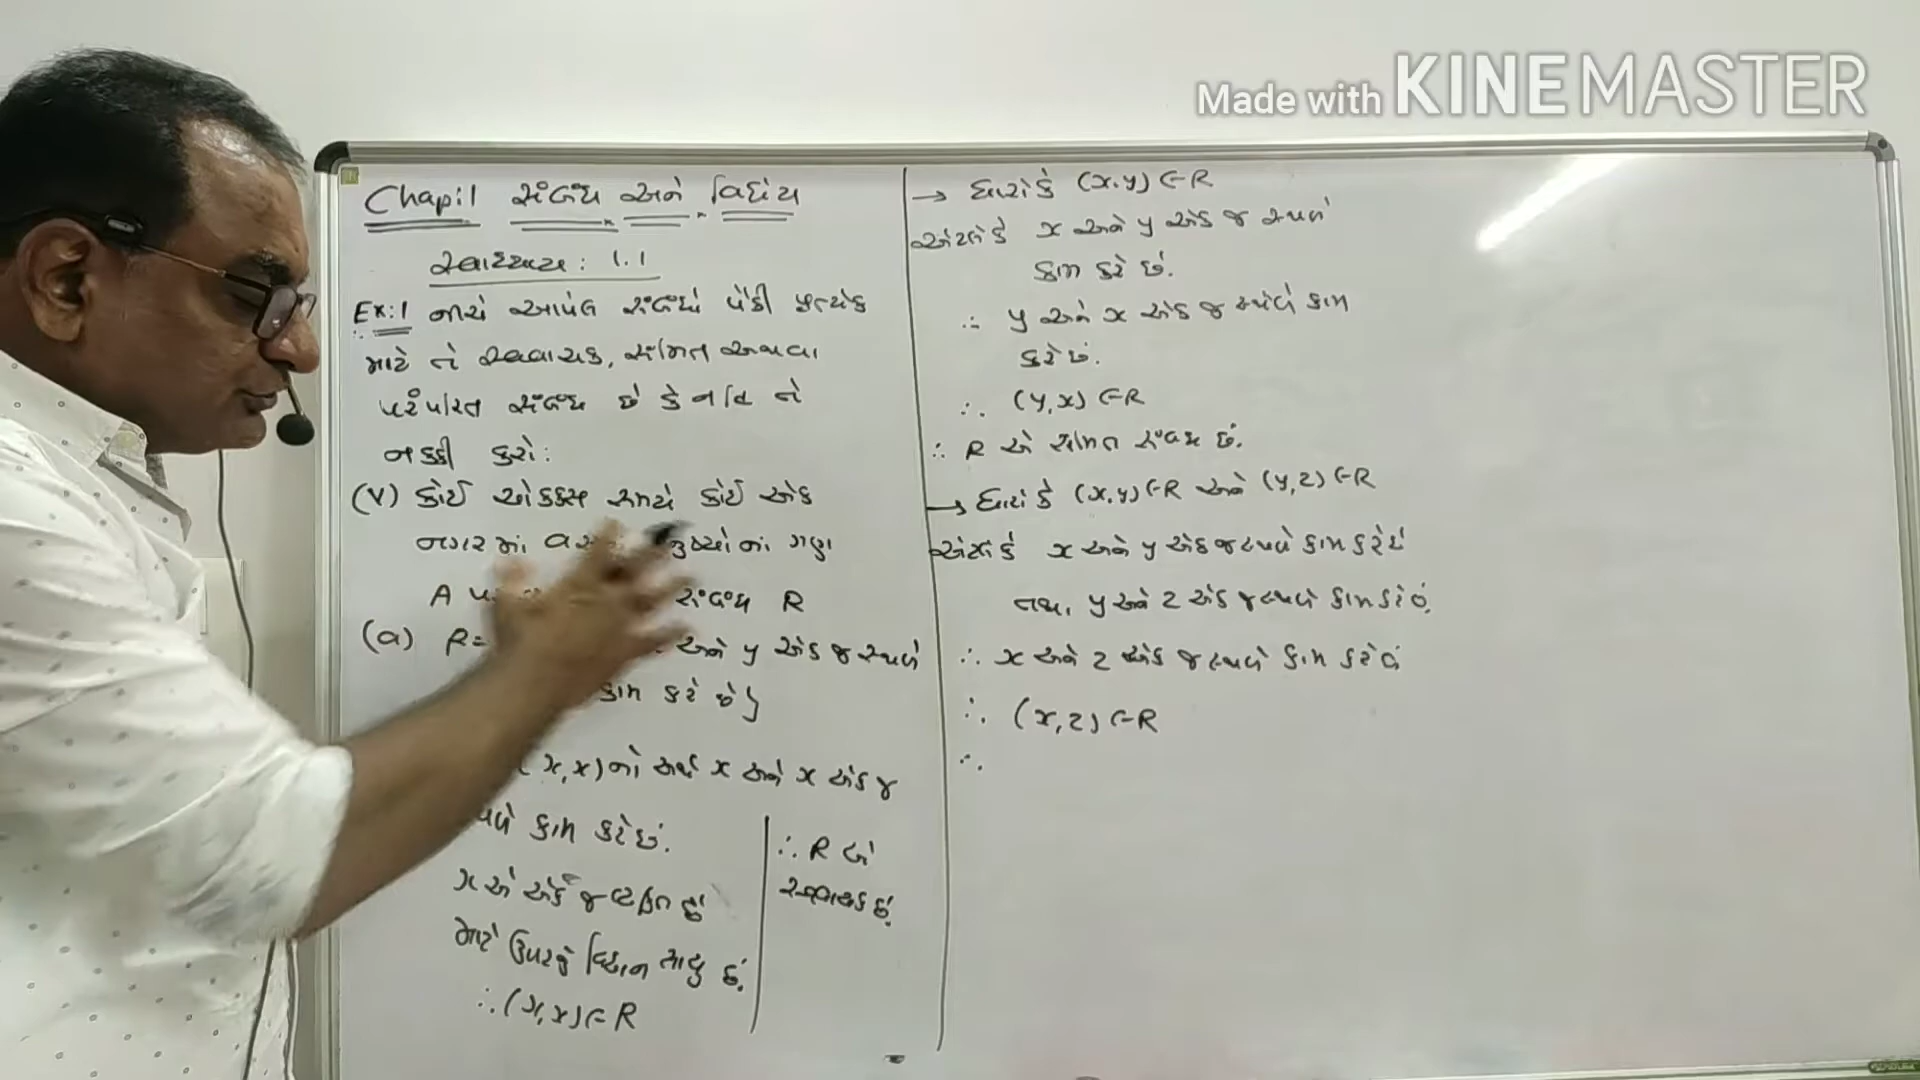 Made with KINEMASTER
Chap:1 સંબંધ અને વિધેય
સ્વાધ્યાય : 1.1
Ex:1 નીચે આપેલ સંબંધો પૈકી પ્રત્યેક
માટે તે સ્વવાચક, સંમિત અથવા
પરંપરિત સંબંધ છે કે નહિ તે
નક્કી કરો:
(v) કોઈ ચોક્કસ સમયે કોઈ એક
નગરમાં ના ગણ
A સંબંધ R
(a) R= અને y એક જ સ્થળે
કામ કરે છે}
(x,x) નો અર્થ x અને x એક જ
કામ કરે છે.
x એ એક જ વ્યક્તિ છે
માટે ઉપરનું વિધાન સાચું છે.
∴ (x,x) ∈ R
∴ R એ
સ્વવાચક છે.
→ ધારો કે (x,y) ∈ R
એટલે કે x અને y એક જ સ્થળે
કામ કરે છે.
∴ y અને x એક જ સ્થળે કામ
કરે છે.
∴ (y,x) ∈ R
∴ R એ સંમિત સંબંધ છે.
→ ધારો કે (x,y) ∈ R અને (y,z) ∈ R
એટલે કે x અને y એક જ સ્થળે કામ કરે છે
તથા y અને z એક જ સ્થળે કામ કરે છે.
∴ x અને z એક જ સ્થળે કામ કરે છે
∴ (x,z) ∈ R
∴